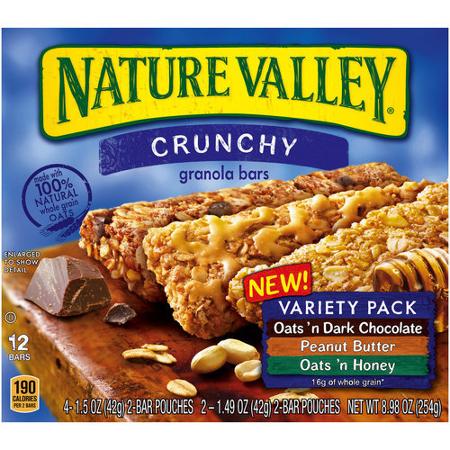 NATURE VALLEY®
CRUNCHY
granola bars
made with
100%
NATURAL
whole grain
OATS
ENLARGED
TO SHOW
DETAIL
NEW!
VARIETY PACK
Oats 'n Dark Chocolate
Peanut Butter
Oats 'n Honey
16g of whole grain*
U
12
BARS
190
CALORIES
PER 2 BARS
4- 1.5 OZ (42g) 2-BAR POUCHES 2 – 1.49 OZ (42g) 2-BAR POUCHES NET WT 8.98 OZ (254g)